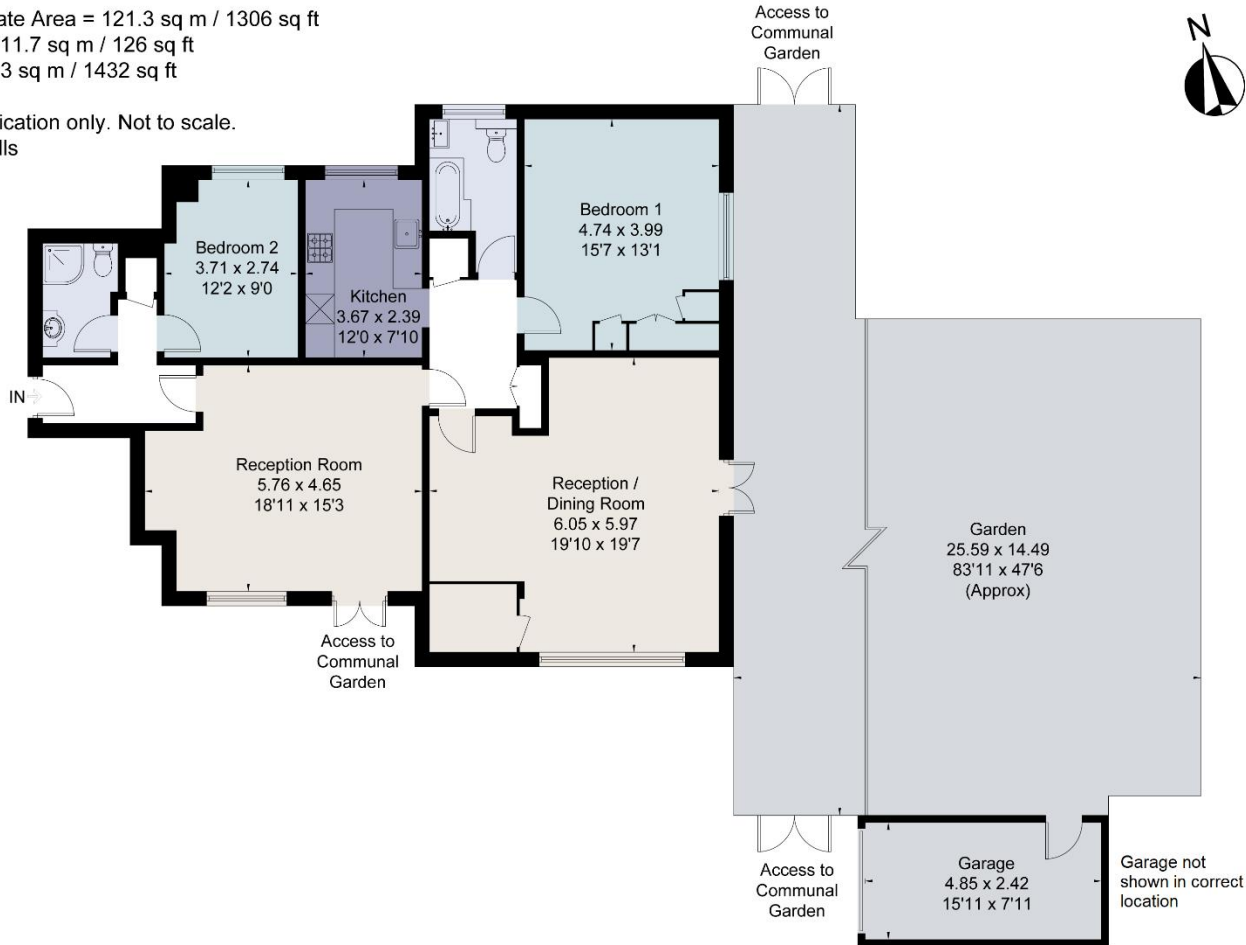 ate Area = 121.3 sq m / 1306 sq ft
11.7 sq m / 126 sq ft
3 sq m / 1432 sq ft
ication only. Not to scale.
lls
Access to
Communal
Garden
N
Bedroom 1
4.74 x 3.99
15'7 x 13'1
Bedroom 2
3.71 x 2.74
12'2 x 9'0
Kitchen
3.67 x 2.39
12'0 x 7'10
IN
Reception Room
5.76 x 4.65
18'11 x 15'3
Reception /
Dining Room
6.05 x 5.97
19'10 x 19'7
Garden
25.59 x 14.49
83'11 x 47'6
(Approx)
Access to
Communal
Garden
Access to
Communal
Garden
Garage
4.85 x 2.42
15'11 x 7'11
Garage not
shown in correct
location